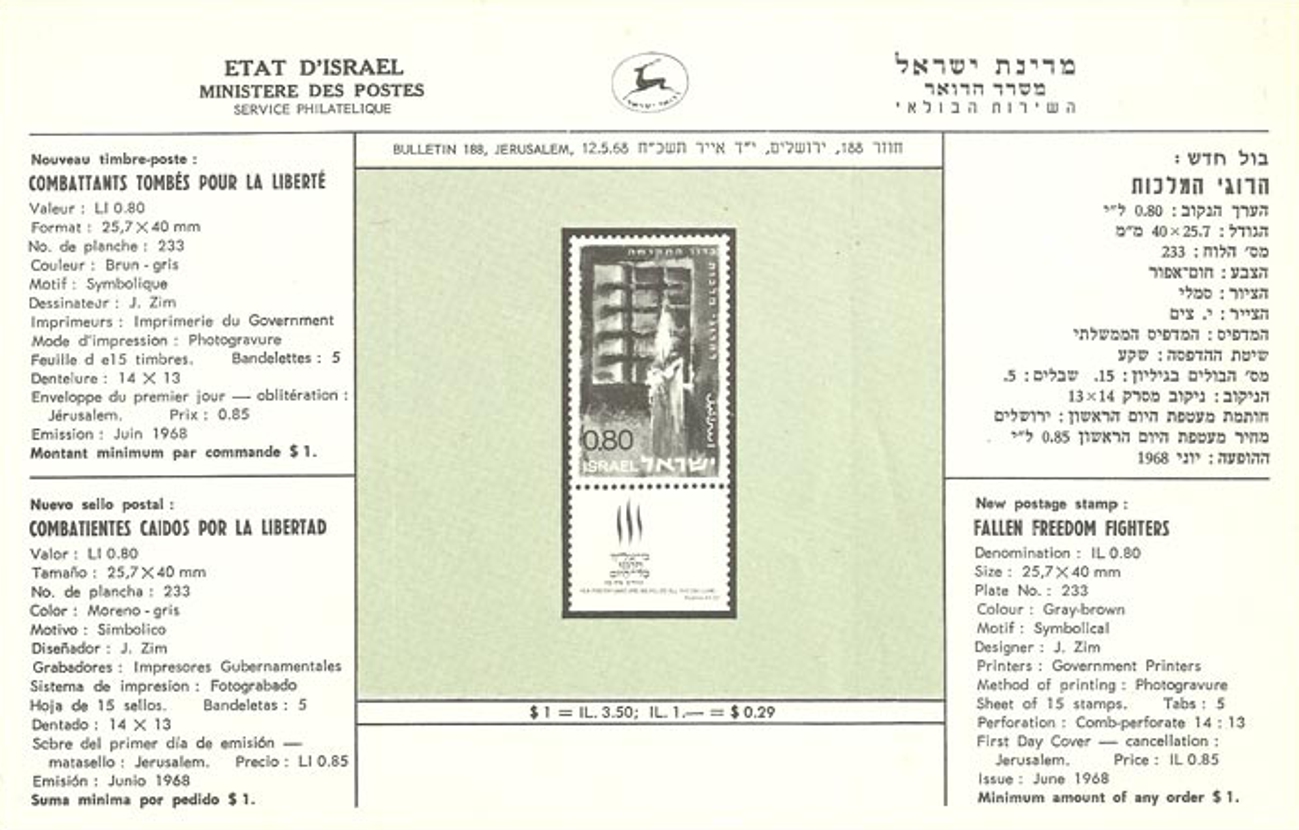 ETAT D'ISRAEL
MINISTERE DES POSTES
SERVICE PHILATELIQUE
מדינת ישראל
משרד הדואר
השירות הבולאי
BULLETIN 188, JERUSALEM, 12.5.68 חוזר 188, ירושלים, י״ד אייר תשכ״ח
Nouveau timbre-poste :
COMBATTANTS TOMBÉS POUR LA LIBERTÉ
Valeur : LI 0.80
Format : 25,7 × 40 mm
No. de planche : 233
Couleur : Brun - gris
Motif : Symbolique
Dessinateur : J. Zim
Imprimeurs : Imprimerie du Government
Mode d'impression : Photogravure
Feuille d e15 timbres. Bandelettes : 5
Dentelure : 14 × 13
Enveloppe du premier jour — oblitération :
Jérusalem. Prix : 0.85
Emission : Juin 1968
Montant minimum par commande $ 1.
Nuevo sello postal :
COMBATIENTES CAIDOS POR LA LIBERTAD
Valor : LI 0.80
Tamaño : 25,7 × 40 mm
No. de plancha : 233
Color : Moreno - gris
Motivo : Simbolico
Diseñador : J. Zim
Grabadores : Impresores Gubernamentales
Sistema de impresion : Fotograbado
Hoja de 15 sellos. Bandeletas : 5
Dentado : 14 × 13
Sobre del primer día de emisión —
matasello : Jerusalem. Precio : LI 0.85
Emisión : Junio 1968
Suma minima por pedido $ 1.
0.80
ISRAEL ישראל
$ 1 = IL. 3.50; IL. 1.— = $ 0.29
בול חדש :
הרוגי המלכות
הערך הנקוב : 0.80 ל״י
הגודל : 25.7 × 40 מ״מ
מס׳ הלוח : 233
הצבע : חום־אפור
הציור : סמלי
הצייר : י. צים
המדפיס : המדפיס הממשלתי
שיטת ההדפסה : שקע
מס׳ הבולים בגיליון : 15. שבלים : 5.
הניקוב : ניקוב מסרק 14 × 13
חותמת מעטפת היום הראשון : ירושלים
מחיר מעטפת היום הראשון 0.85 ל״י
ההופעה : יוני 1968
New postage stamp :
FALLEN FREEDOM FIGHTERS
Denomination : IL 0.80
Size : 25,7 × 40 mm
Plate No. : 233
Colour : Gray-brown
Motif : Symbolical
Designer : J. Zim
Printers : Government Printers
Method of printing : Photogravure
Sheet of 15 stamps. Tabs : 5
Perforation : Comb-perforate 14 : 13
First Day Cover — cancellation :
Jerusalem. Price : IL 0.85
Issue : June 1968
Minimum amount of any order $ 1.